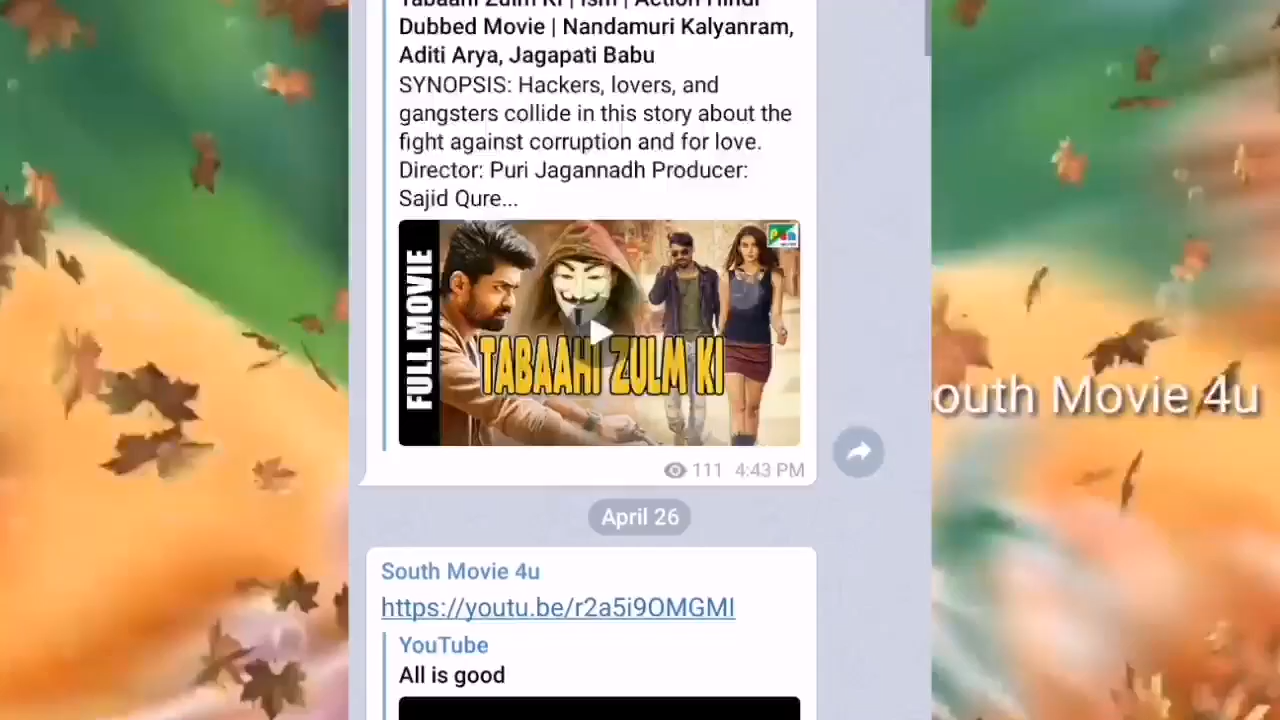 Tabaahi Zulm Ki | Ism | Action Hindi
Dubbed Movie | Nandamuri Kalyanram,
Aditi Arya, Jagapati Babu
SYNOPSIS: Hackers, lovers, and
gangsters collide in this story about the
fight against corruption and for love.
Director: Puri Jagannadh Producer:
Sajid Qure...
FULL MOVIE
TABAAHI ZULM KI
111 4:43 PM
outh Movie 4u
April 26
South Movie 4u
https://youtu.be/r2a5i9OMGMI
YouTube
All is good